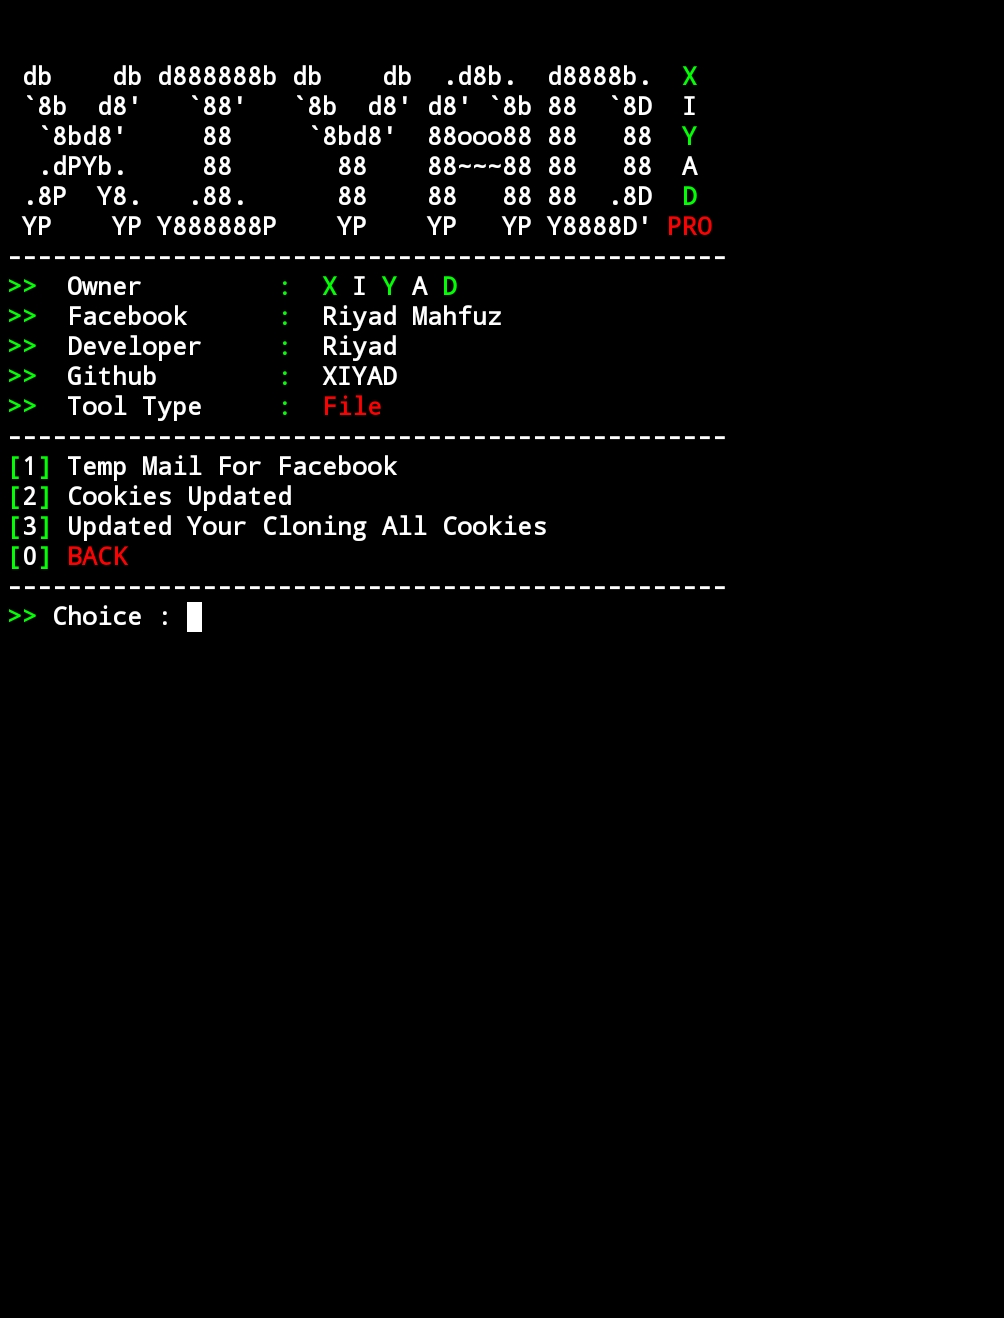 db    db d888888b db    db  .d8b.  d8888b.  X
`8b  d8'   `88'   `8b  d8' d8' `8b 88  `8D  I
 `8bd8'     88     `8bd8'  88ooo88 88   88  Y
 .dPYb.     88       88    88~~~88 88   88  A
.8P  Y8.   .88.      88    88   88 88  .8D  D
YP    YP Y888888P    YP    YP   YP Y8888D' PRO
------------------------------------------------
>>  Owner         :  X I Y A D
>>  Facebook      :  Riyad Mahfuz
>>  Developer     :  Riyad
>>  Github        :  XIYAD
>>  Tool Type     :  File
------------------------------------------------
[1] Temp Mail For Facebook
[2] Cookies Updated
[3] Updated Your Cloning All Cookies
[0] BACK
------------------------------------------------
>> Choice :